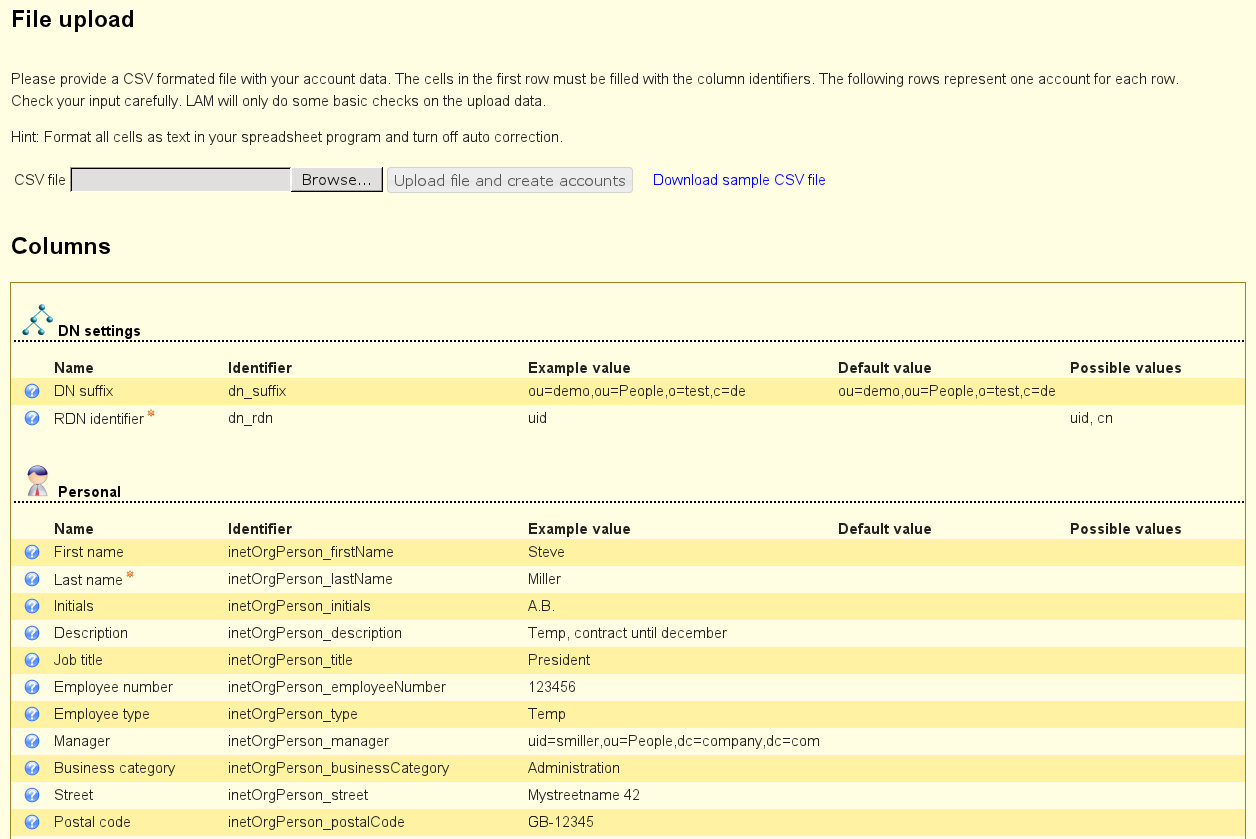 File upload
Please provide a CSV formated file with your account data. The cells in the first row must be filled with the column identifiers. The following rows represent one account for each row.
Check your input carefully. LAM will only do some basic checks on the upload data.
Hint: Format all cells as text in your spreadsheet program and turn off auto correction.
CSV file Browse... Upload file and create accounts Download sample CSV file
Columns
DN settings
Name Identifier Example value Default value Possible values
? DN suffix dn_suffix ou=demo,ou=People,o=test,c=de ou=demo,ou=People,o=test,c=de
? RDN identifier * dn_rdn uid uid, cn
Personal
Name Identifier Example value Default value Possible values
? First name inetOrgPerson_firstName Steve
? Last name * inetOrgPerson_lastName Miller
? Initials inetOrgPerson_initials A.B.
? Description inetOrgPerson_description Temp, contract until december
? Job title inetOrgPerson_title President
? Employee number inetOrgPerson_employeeNumber 123456
? Employee type inetOrgPerson_type Temp
? Manager inetOrgPerson_manager uid=smiller,ou=People,dc=company,dc=com
? Business category inetOrgPerson_businessCategory Administration
? Street inetOrgPerson_street Mystreetname 42
? Postal code inetOrgPerson_postalCode GB-12345